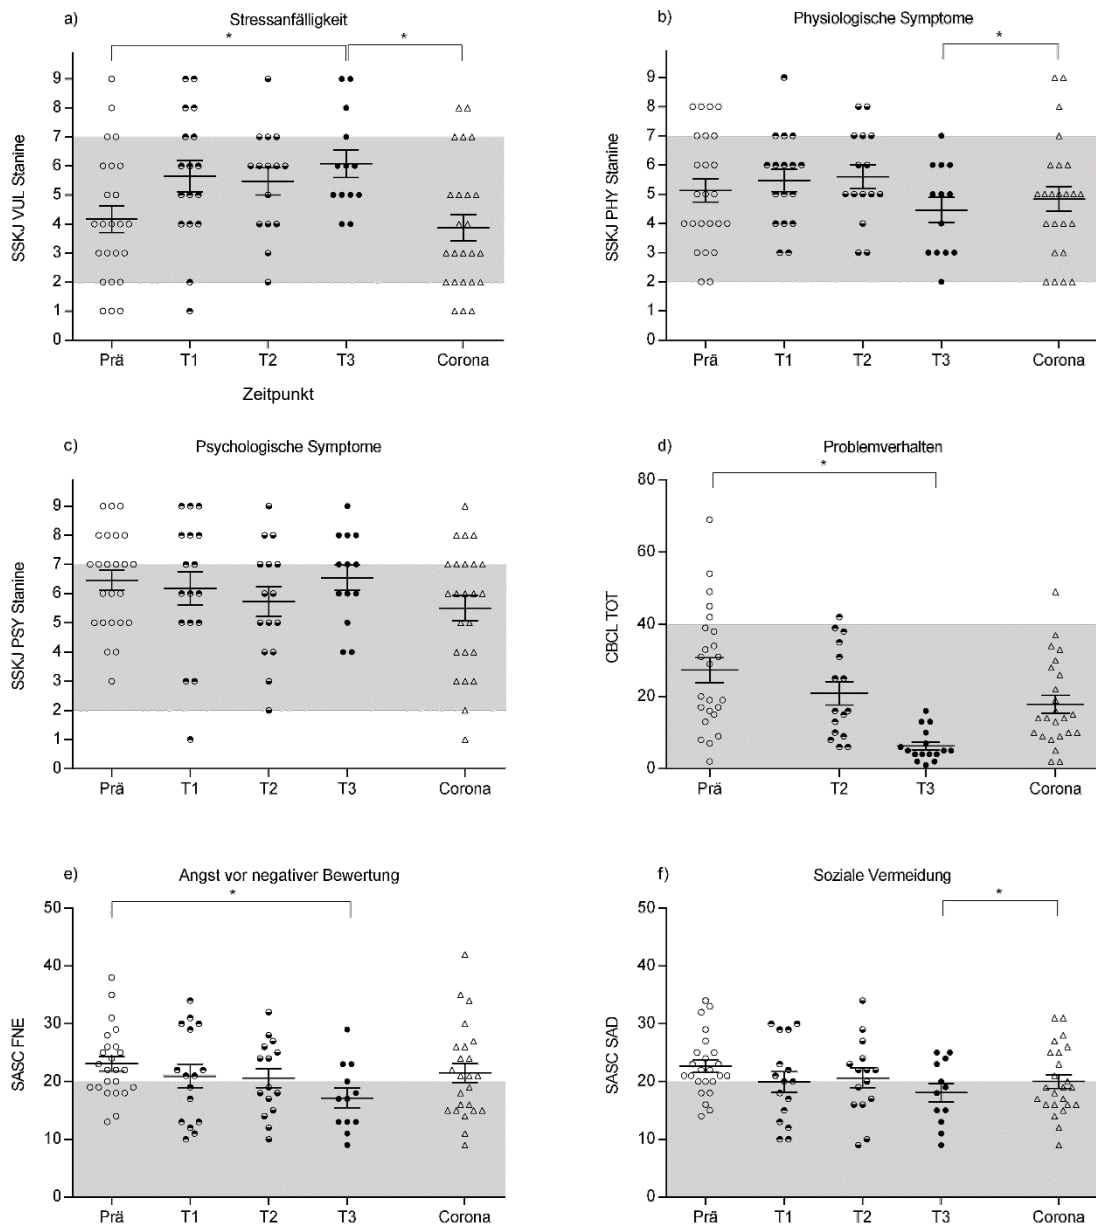 a) Stressanfälligkeit
* *
SSKJ VUL Stanine
9
8
7
6
5
4
3
2
1
0
Prä T1 T2 T3 Corona
Zeitpunkt
b) Physiologische Symptome
*
SSKJ PHY Stanine
9
8
7
6
5
4
3
2
1
0
Prä T1 T2 T3 Corona
c) Psychologische Symptome
SSKJ PSY Stanine
9
8
7
6
5
4
3
2
1
0
Prä T1 T2 T3 Corona
d) Problemverhalten
*
CBCL TOT
80
60
40
20
0
Prä T2 T3 Corona
e) Angst vor negativer Bewertung
*
SASC FNE
50
40
30
20
10
0
Prä T1 T2 T3 Corona
f) Soziale Vermeidung
*
SASC SAD
50
40
30
20
10
0
Prä T1 T2 T3 Corona